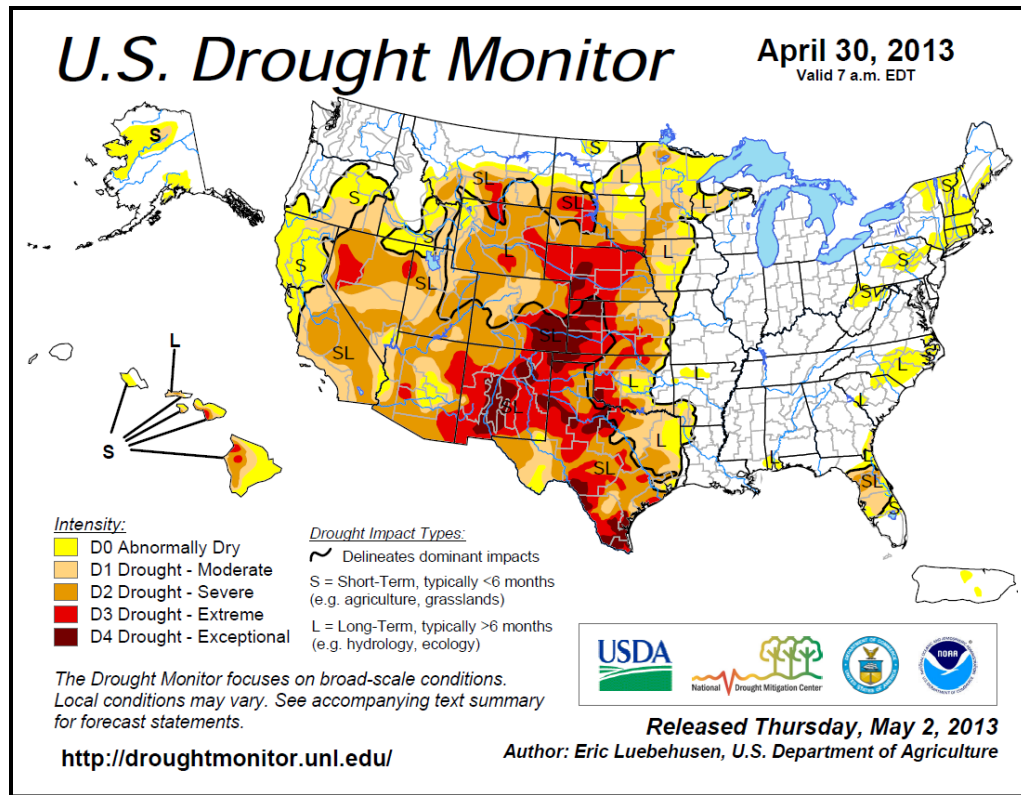 U.S. Drought Monitor
April 30, 2013
Valid 7 a.m. EDT
S
SL
S
L
SL
S
L
L
S
S
L
S
L
L
S
SL
SL
S
L
SL
SL
L
L
L
SL
L
SL
L
L
SL
S
L
S
Intensity:
D0 Abnormally Dry
D1 Drought - Moderate
D2 Drought - Severe
D3 Drought - Extreme
D4 Drought - Exceptional
Drought Impact Types:
Delineates dominant impacts
S = Short-Term, typically <6 months
(e.g. agriculture, grasslands)
L = Long-Term, typically >6 months
(e.g. hydrology, ecology)
The Drought Monitor focuses on broad-scale conditions.
Local conditions may vary. See accompanying text summary
for forecast statements.
http://droughtmonitor.unl.edu/
USDA
National Drought Mitigation Center
NOAA
Released Thursday, May 2, 2013
Author: Eric Luebehusen, U.S. Department of Agriculture